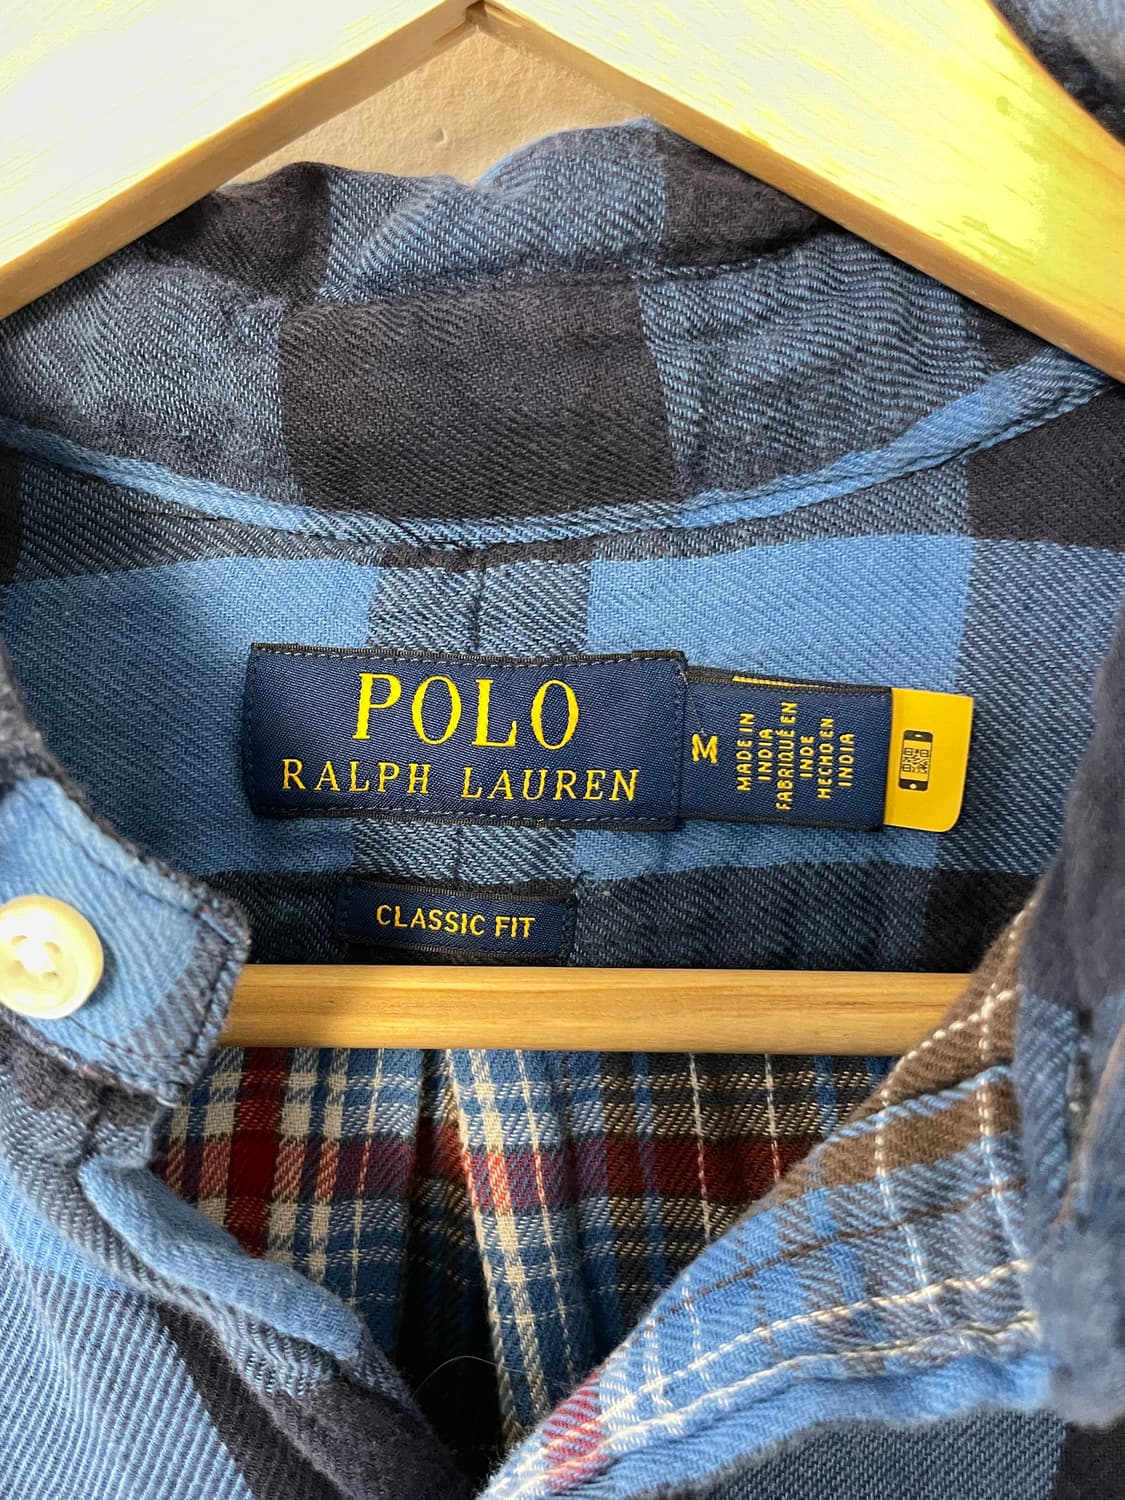 POLO
RALPH LAUREN
M
MADE IN
INDIA
FABRIQUÉ EN
INDE
HECHO EN
INDIA
CLASSIC FIT